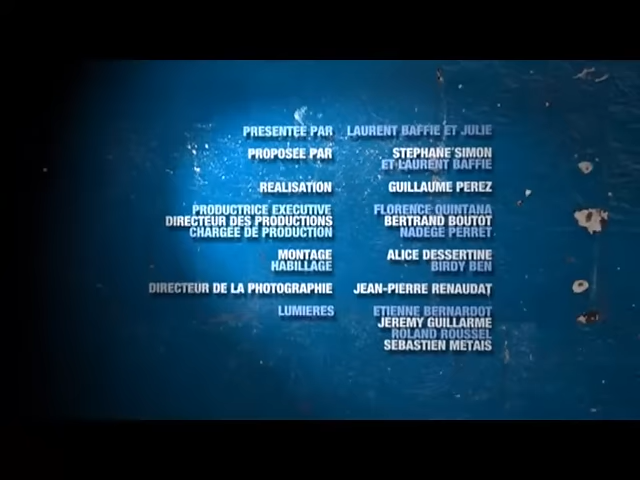 PRESENTEE PAR LAURENT BAFFIE ET JULIE
PROPOSEE PAR STEPHANE SIMON
ET LAURENT BAFFIE
REALISATION GUILLAUME PEREZ
PRODUCTRICE EXECUTIVE FLORENCE QUINTANA
DIRECTEUR DES PRODUCTIONS BERTRAND BOUTOT
CHARGEE DE PRODUCTION NADEGE PERRET
MONTAGE ALICE DESSERTINE
HABILLAGE BIRDY BEN
DIRECTEUR DE LA PHOTOGRAPHIE JEAN-PIERRE RENAUDAT
LUMIERES ETIENNE BERNARDOT
JEREMY GUILLARME
ROLAND ROUSSEL
SEBASTIEN METAIS